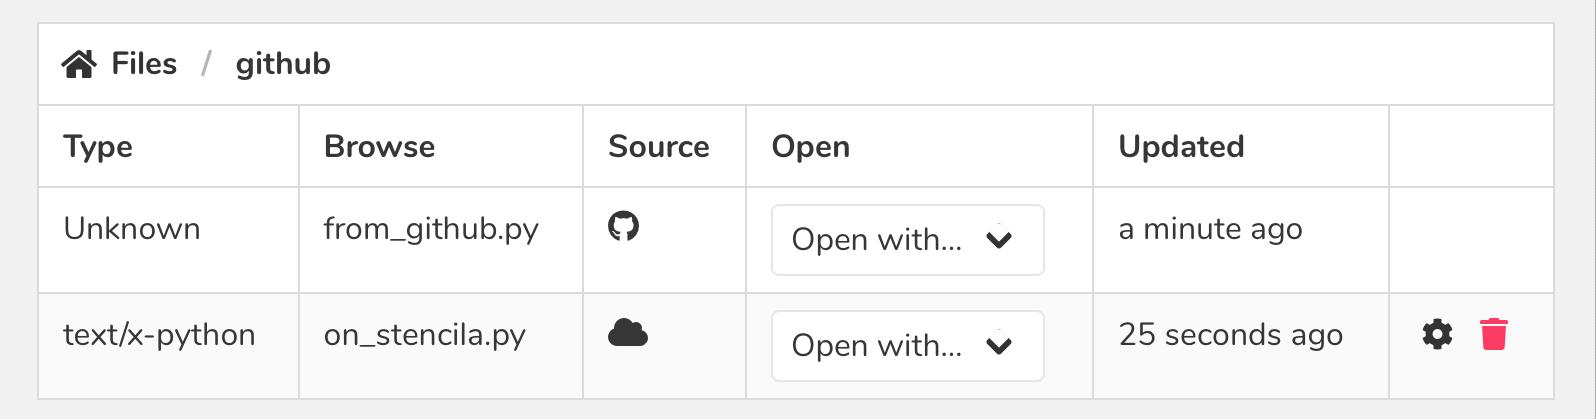 Files / github
Type Browse Source Open Updated
Unknown from_github.py Open with... a minute ago
text/x-python on_stencila.py Open with... 25 seconds ago